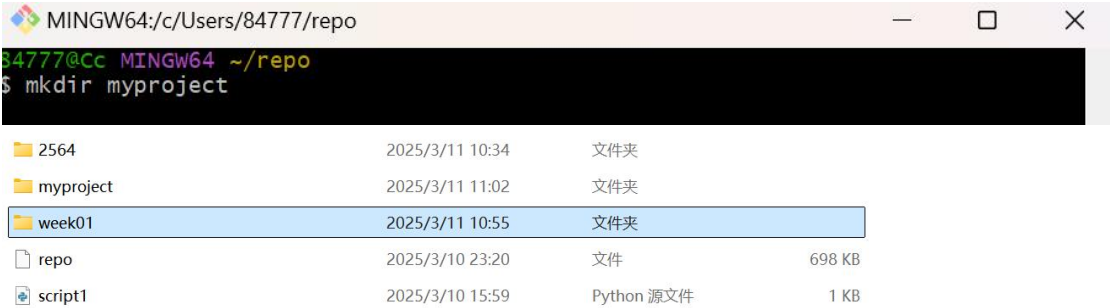 MINGW64:/c/Users/84777/repo
84777@Cc MINGW64 ~/repo
$ mkdir myproject
2564 2025/3/11 10:34 文件夹
myproject 2025/3/11 11:02 文件夹
week01 2025/3/11 10:55 文件夹
repo 2025/3/10 23:20 文件 698 KB
script1 2025/3/10 15:59 Python 源文件 1 KB